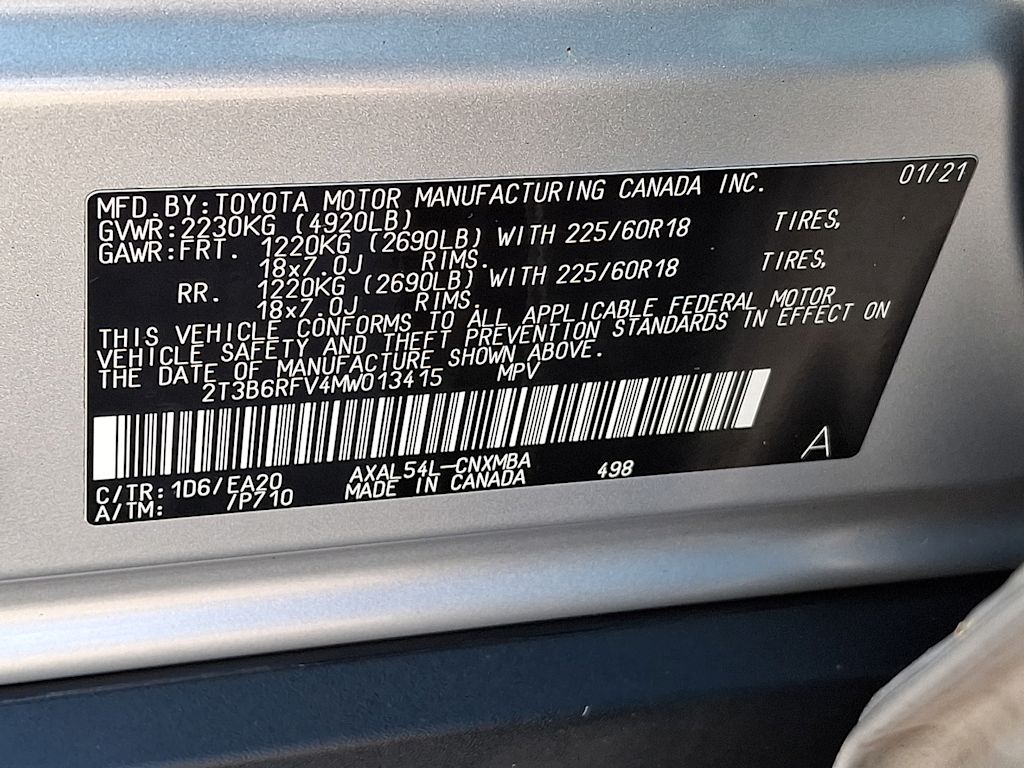 MFD. BY: TOYOTA MOTOR MANUFACTURING CANADA INC. 01/21
GVWR: 2230KG (4920LB)
GAWR: FRT. 1220KG (2690LB) WITH 225/60R18 TIRES,
18x7.0J RIMS.
RR. 1220KG (2690LB) WITH 225/60R18 TIRES,
18x7.0J RIMS.
THIS VEHICLE CONFORMS TO ALL APPLICABLE FEDERAL MOTOR
VEHICLE SAFETY AND THEFT PREVENTION STANDARDS IN EFFECT ON
THE DATE OF MANUFACTURE SHOWN ABOVE.
2T3B6RFV4MW013415 MPV
C/TR: 1D6/EA20 AXAL54L-CNXMBA 498 A
A/TM: /P710 MADE IN CANADA